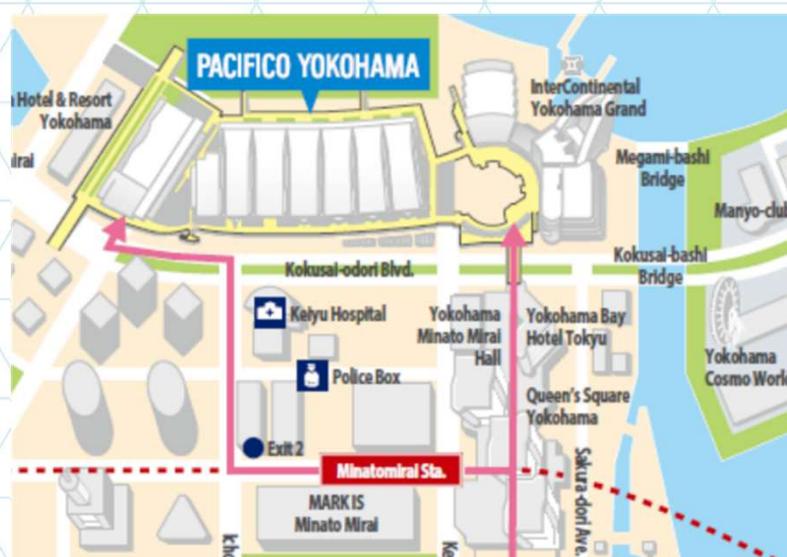 PACIFICO YOKOHAMA
Hotel & Resort
Yokohama
InterContinental
Yokohama Grand
Megami-bashi
Bridge
Manyo-club
Kokusai-bashi
Bridge
Kokusai-odori Blvd.
Keiyu Hospital
Yokohama
Minato Mirai
Hall
Yokohama Bay
Hotel Tokyu
Police Box
Yokohama
Cosmo World
Queen's Square
Yokohama
Exit 2
Minatomirai Sta.
Sakura-dori Ave.
MARK IS
Minato Mirai